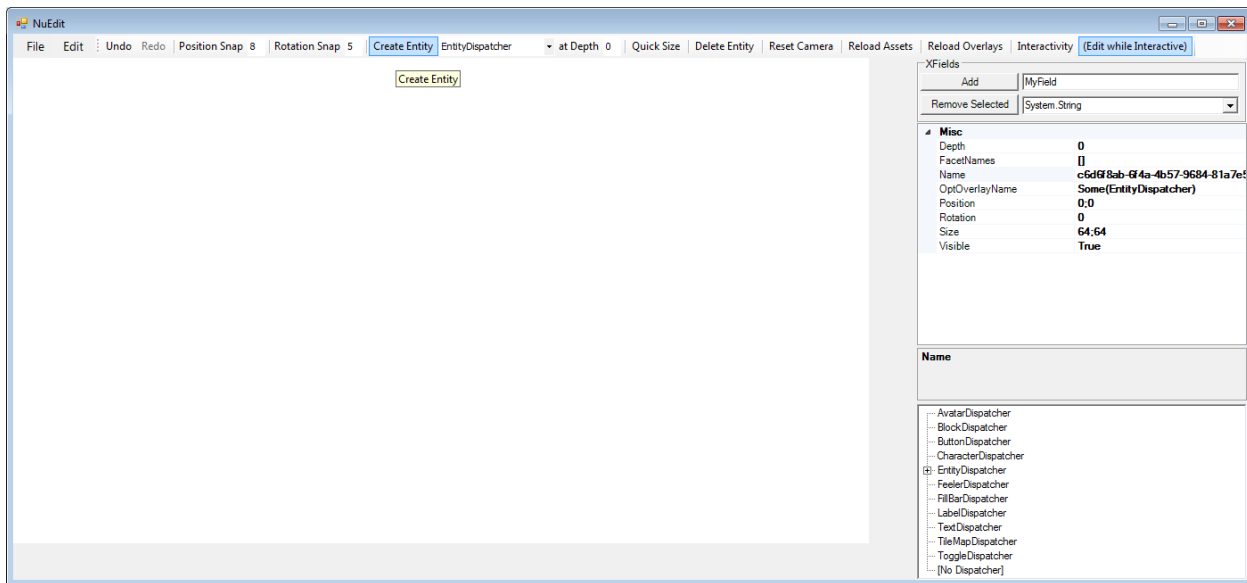 NuEdit
File Edit Undo Redo Position Snap 8 Rotation Snap 5 Create Entity EntityDispatcher at Depth 0 Quick Size Delete Entity Reset Camera Reload Assets Reload Overlays Interactivity (Edit while Interactive)
Create Entity
XFields
Add MyField
Remove Selected System.String
Misc
Depth 0
FacetNames []
Name c6d6f8ab-6f4a-4b57-9684-81a7e5
OptOverlayName Some(EntityDispatcher)
Position 0;0
Rotation 0
Size 64;64
Visible True
Name
AvatarDispatcher
BlockDispatcher
ButtonDispatcher
CharacterDispatcher
EntityDispatcher
FeelerDispatcher
FillBarDispatcher
LabelDispatcher
TextDispatcher
TileMapDispatcher
ToggleDispatcher
[No Dispatcher]